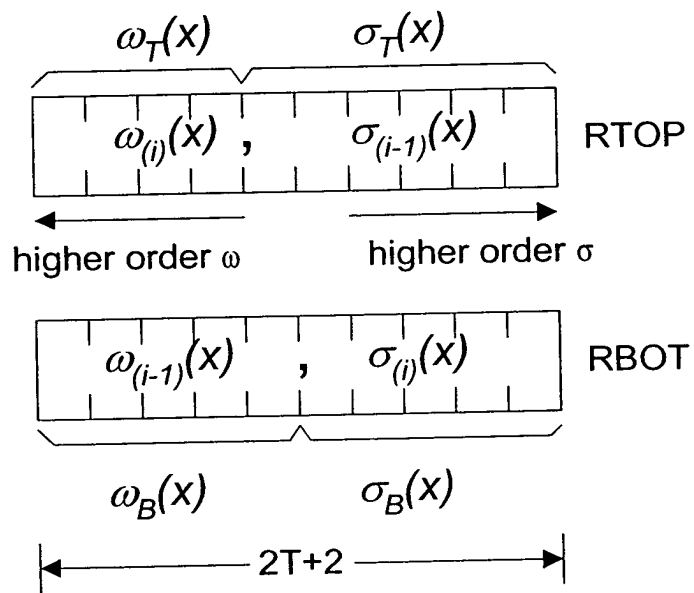 ω_T(x) σ_T(x)
ω_(i)(x) , σ_(i-1)(x) RTOP
higher order ω higher order σ
ω_(i-1)(x) , σ_(i)(x) RBOT
ω_B(x) σ_B(x)
2T+2